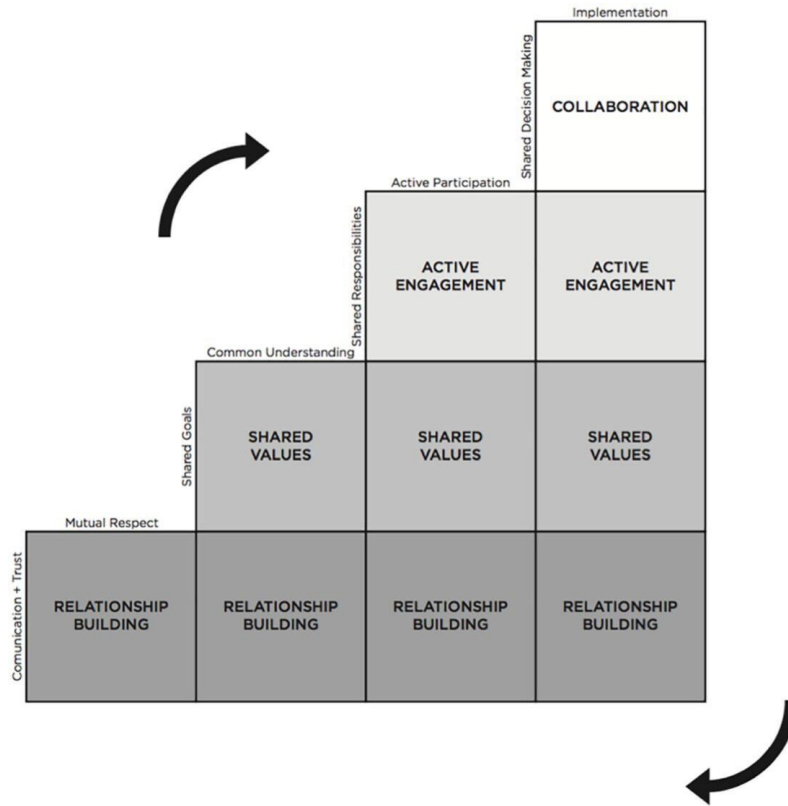 Implementation
Shared Decision Making
COLLABORATION
Active Participation
Shared Responsibilities
ACTIVE
ENGAGEMENT
ACTIVE
ENGAGEMENT
Common Understanding
Shared Goals
SHARED
VALUES
SHARED
VALUES
SHARED
VALUES
Mutual Respect
Comunication + Trust
RELATIONSHIP
BUILDING
RELATIONSHIP
BUILDING
RELATIONSHIP
BUILDING
RELATIONSHIP
BUILDING